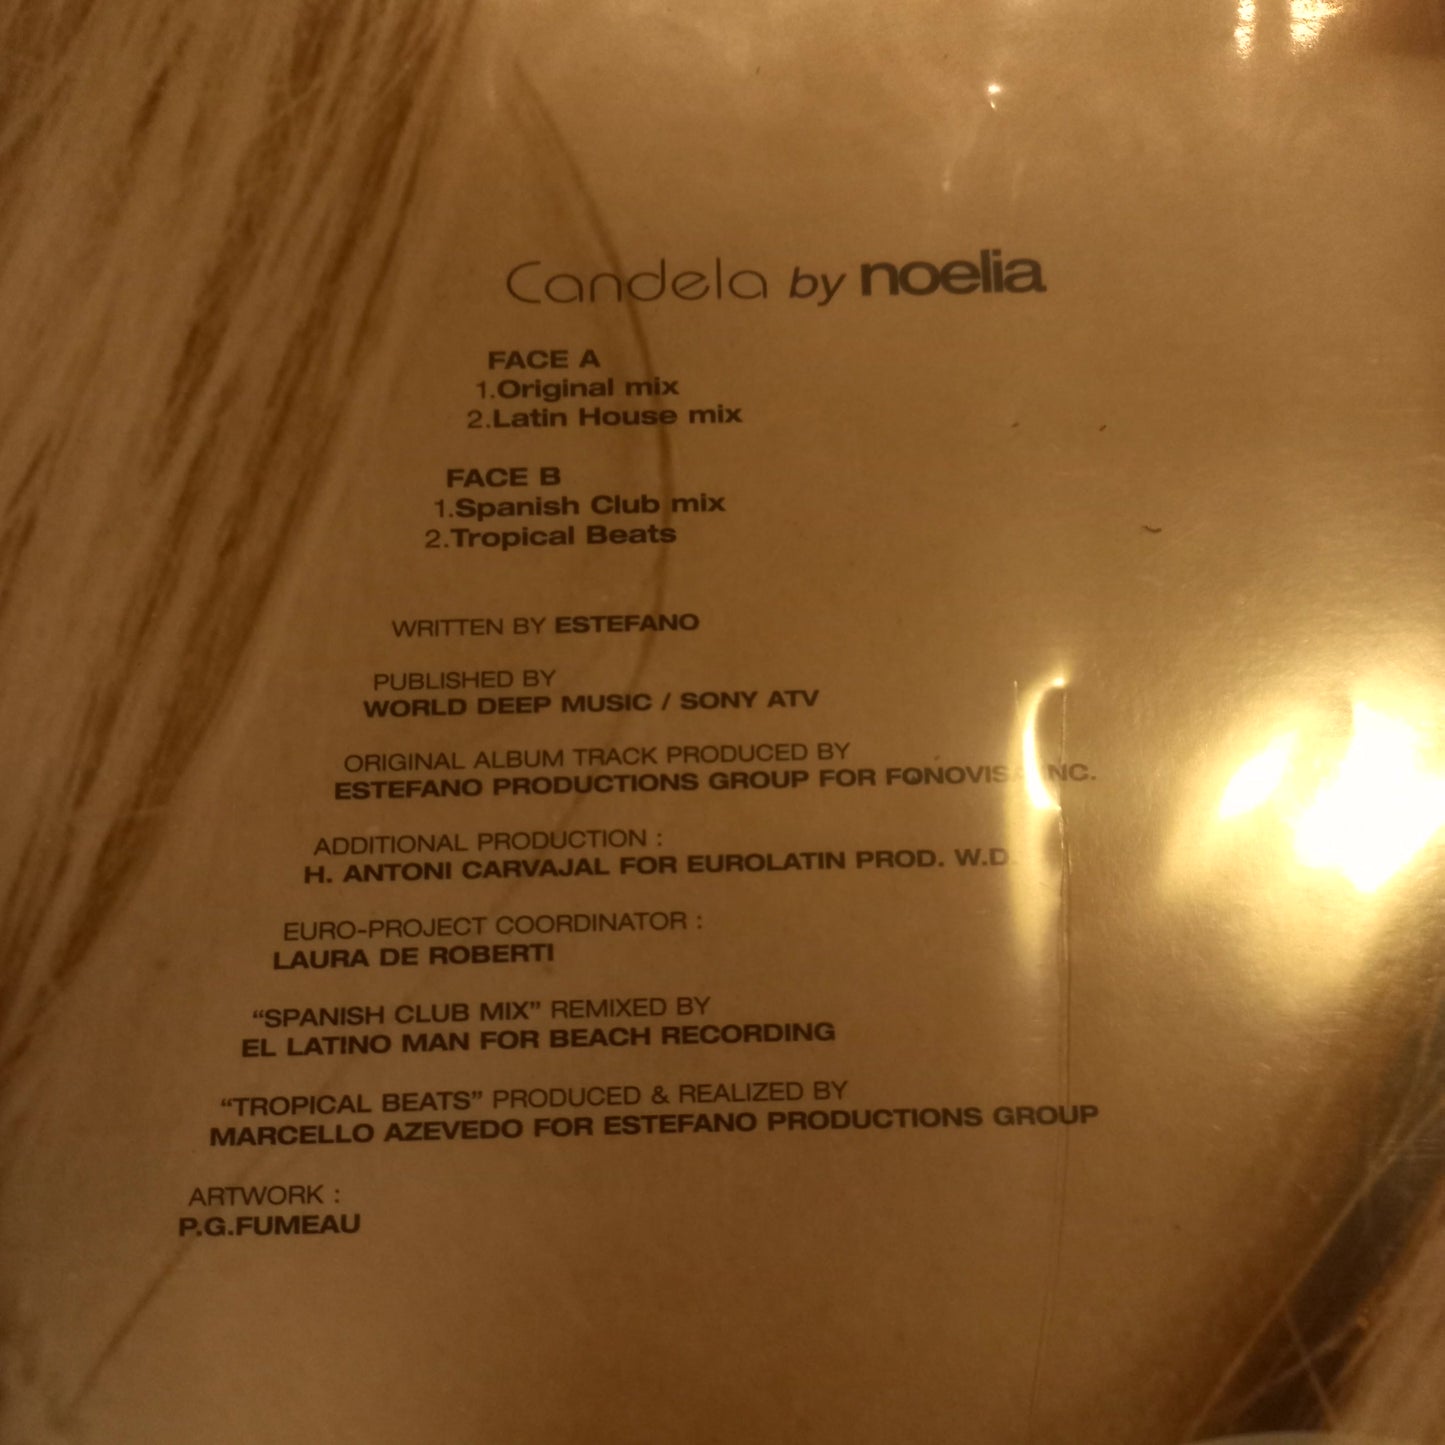 Candela by noelia
FACE A
1.Original mix
2.Latin House mix
FACE B
1.Spanish Club mix
2.Tropical Beats
WRITTEN BY ESTEFANO
PUBLISHED BY
WORLD DEEP MUSIC / SONY ATV
ORIGINAL ALBUM TRACK PRODUCED BY
ESTEFANO PRODUCTIONS GROUP FOR FONOVISA INC.
ADDITIONAL PRODUCTION :
H. ANTONI CARVAJAL FOR EUROLATIN PROD. W.D.
EURO-PROJECT COORDINATOR :
LAURA DE ROBERTI
“SPANISH CLUB MIX” REMIXED BY
EL LATINO MAN FOR BEACH RECORDING
“TROPICAL BEATS” PRODUCED & REALIZED BY
MARCELLO AZEVEDO FOR ESTEFANO PRODUCTIONS GROUP
ARTWORK :
P.G.FUMEAU